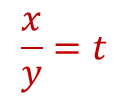 x/y = t